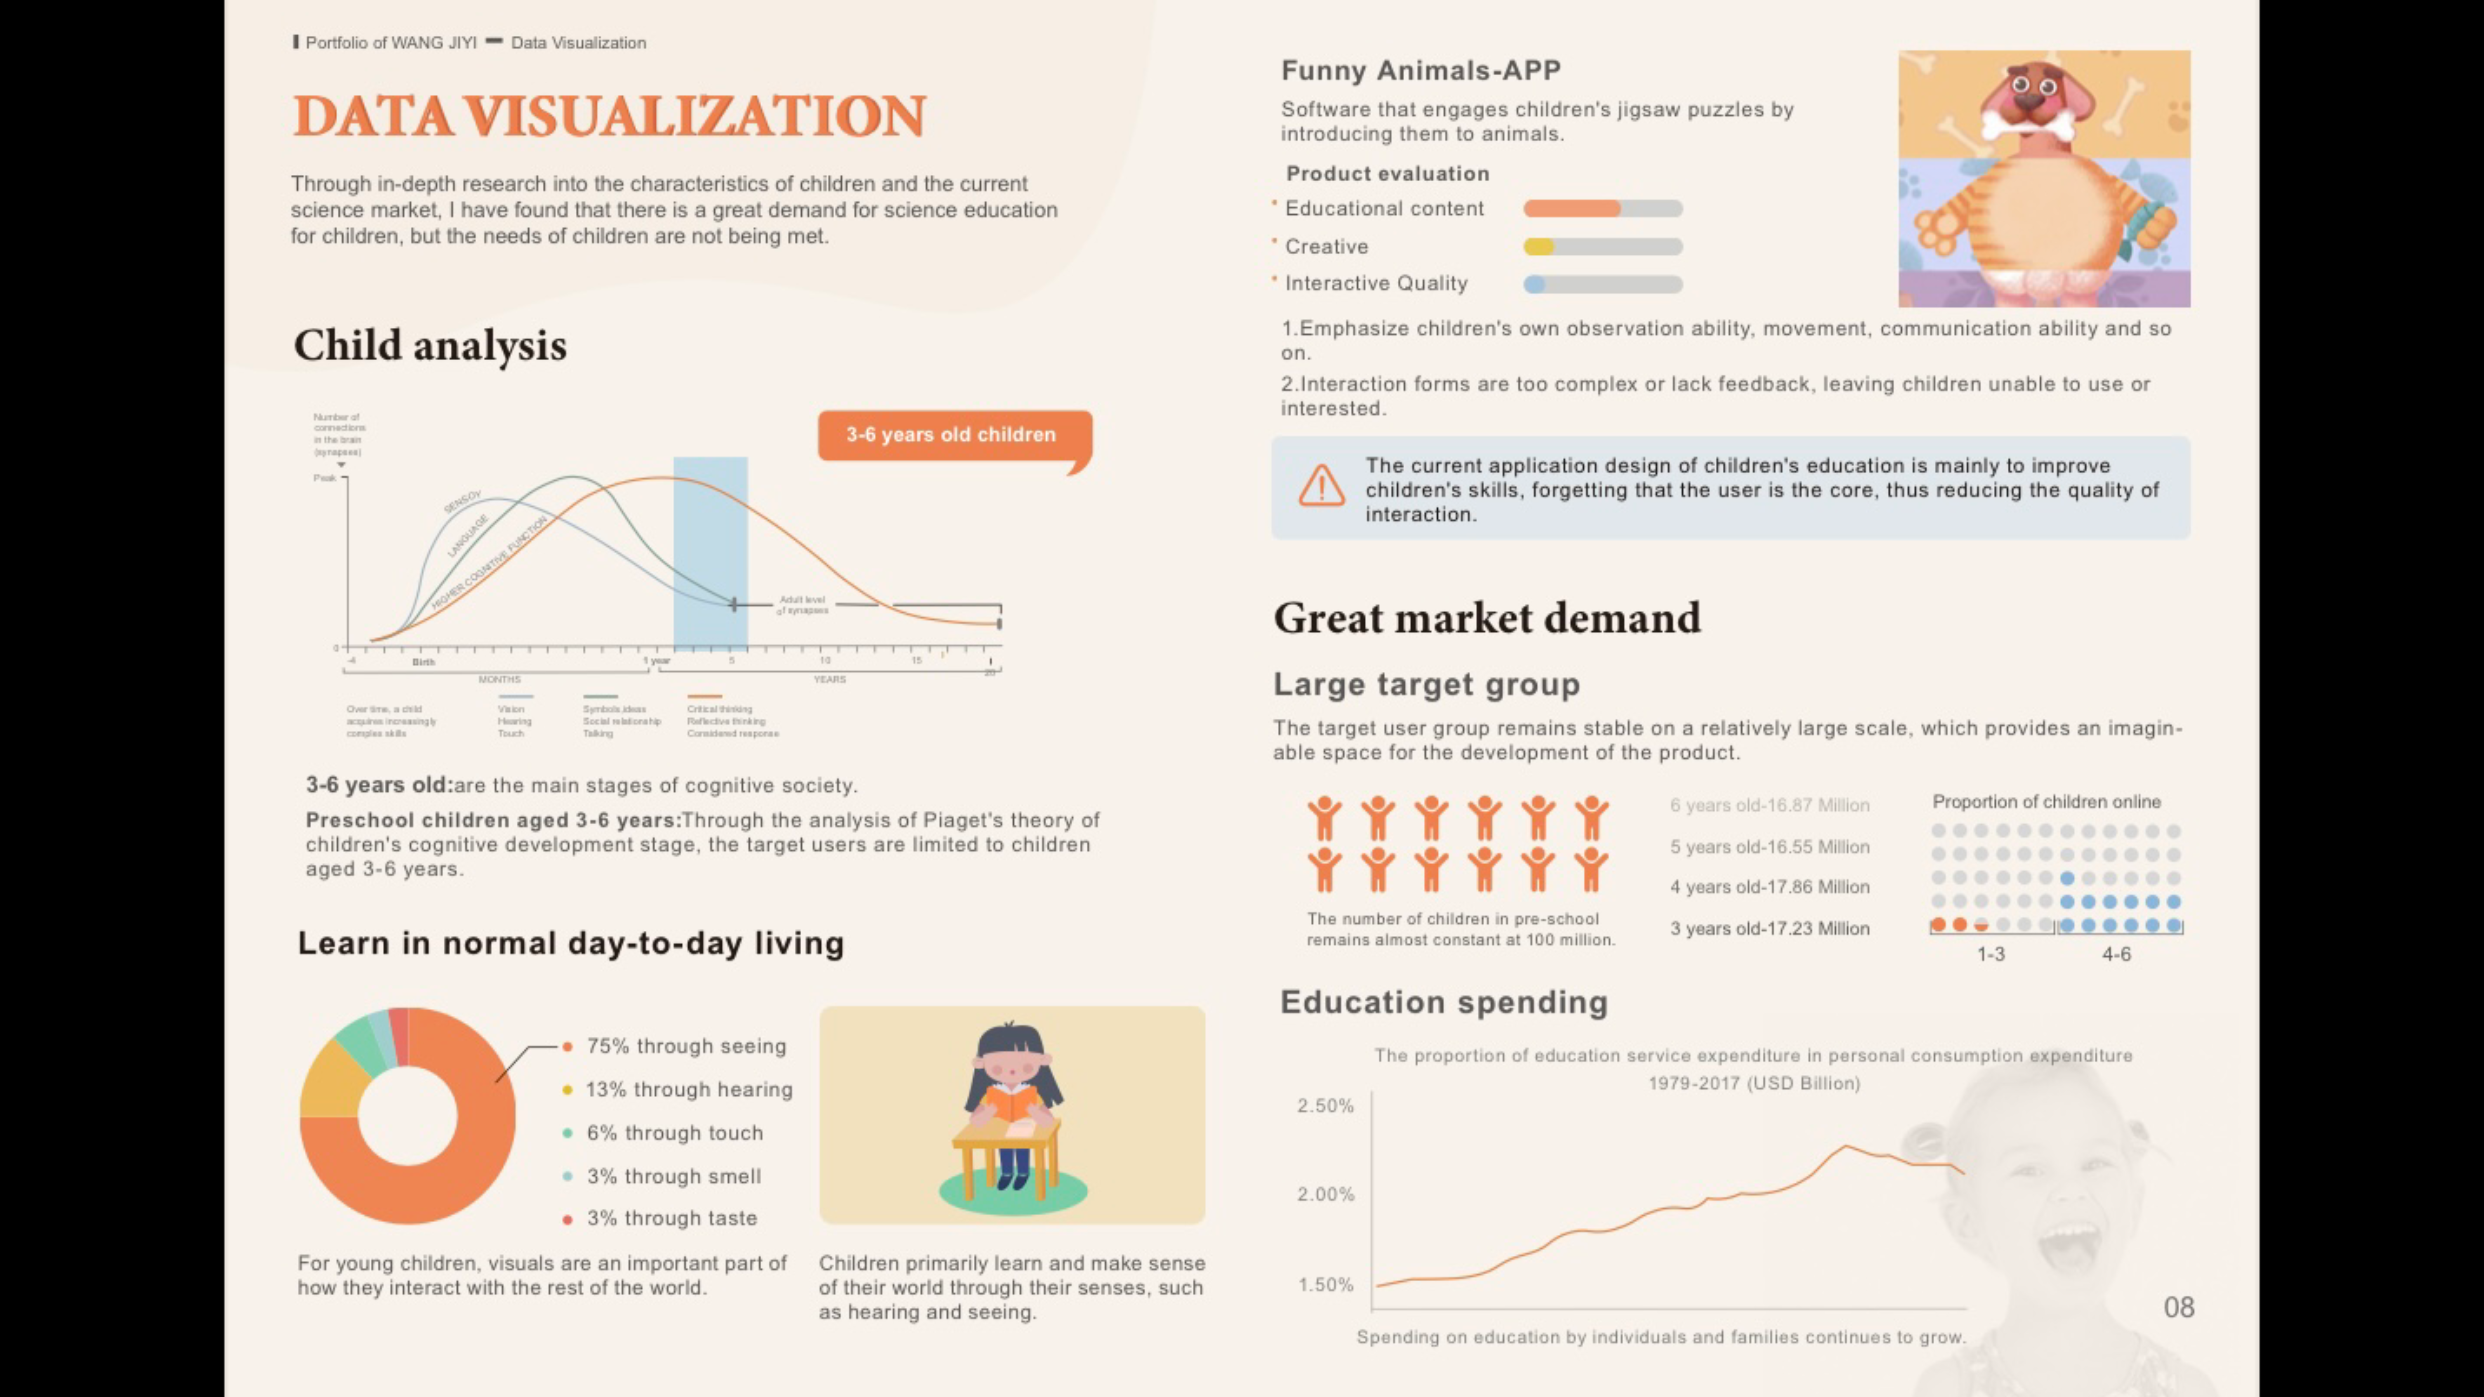 Portfolio of WANG JIYI — Data Visualization
DATA VISUALIZATION
Through in-depth research into the characteristics of children and the current
science market, I have found that there is a great demand for science education
for children, but the needs of children are not being met.
Child analysis
Number of
connections
in the brain
(synapses)
Peak
3-6 years old children
SENSOY
LANGUAGE
HIGHER COGNITIVE FUNCTION
Adult level
of synapses
0
-4
Birth
1 year
5
10
15
20
MONTHS
YEARS
Over time, a child
acquires increasingly
complex skills
Vision
Hearing
Touch
Symbols,ideas
Social relationship
Talking
Critical thinking
Reflective thinking
Considered response
3-6 years old:are the main stages of cognitive society.
Preschool children aged 3-6 years:Through the analysis of Piaget's theory of
children's cognitive development stage, the target users are limited to children
aged 3-6 years.
Learn in normal day-to-day living
75% through seeing
13% through hearing
6% through touch
3% through smell
3% through taste
For young children, visuals are an important part of
how they interact with the rest of the world.
Children primarily learn and make sense
of their world through their senses, such
as hearing and seeing.
Funny Animals-APP
Software that engages children's jigsaw puzzles by
introducing them to animals.
Product evaluation
Educational content
Creative
Interactive Quality
1.Emphasize children's own observation ability, movement, communication ability and so
on.
2.Interaction forms are too complex or lack feedback, leaving children unable to use or
interested.
The current application design of children's education is mainly to improve
children's skills, forgetting that the user is the core, thus reducing the quality of
interaction.
Great market demand
Large target group
The target user group remains stable on a relatively large scale, which provides an imagin-
able space for the development of the product.
The number of children in pre-school
remains almost constant at 100 million.
6 years old-16.87 Million
5 years old-16.55 Million
4 years old-17.86 Million
3 years old-17.23 Million
Proportion of children online
1-3
4-6
Education spending
The proportion of education service expenditure in personal consumption expenditure
1979-2017 (USD Billion)
2.50%
2.00%
1.50%
Spending on education by individuals and families continues to grow.
08